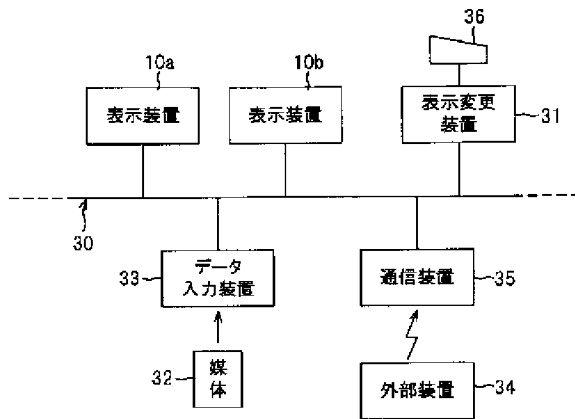 36
10a
10b
表示装置
表示装置
表示変更
装置
31
30
33
データ
入力装置
通信装置
35
32
媒
体
外部装置
34